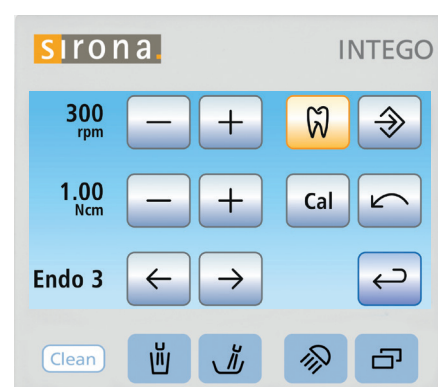 sirona.
INTEGO
300
rpm
− +
1.00
Ncm
− + Cal
Endo 3
Clean